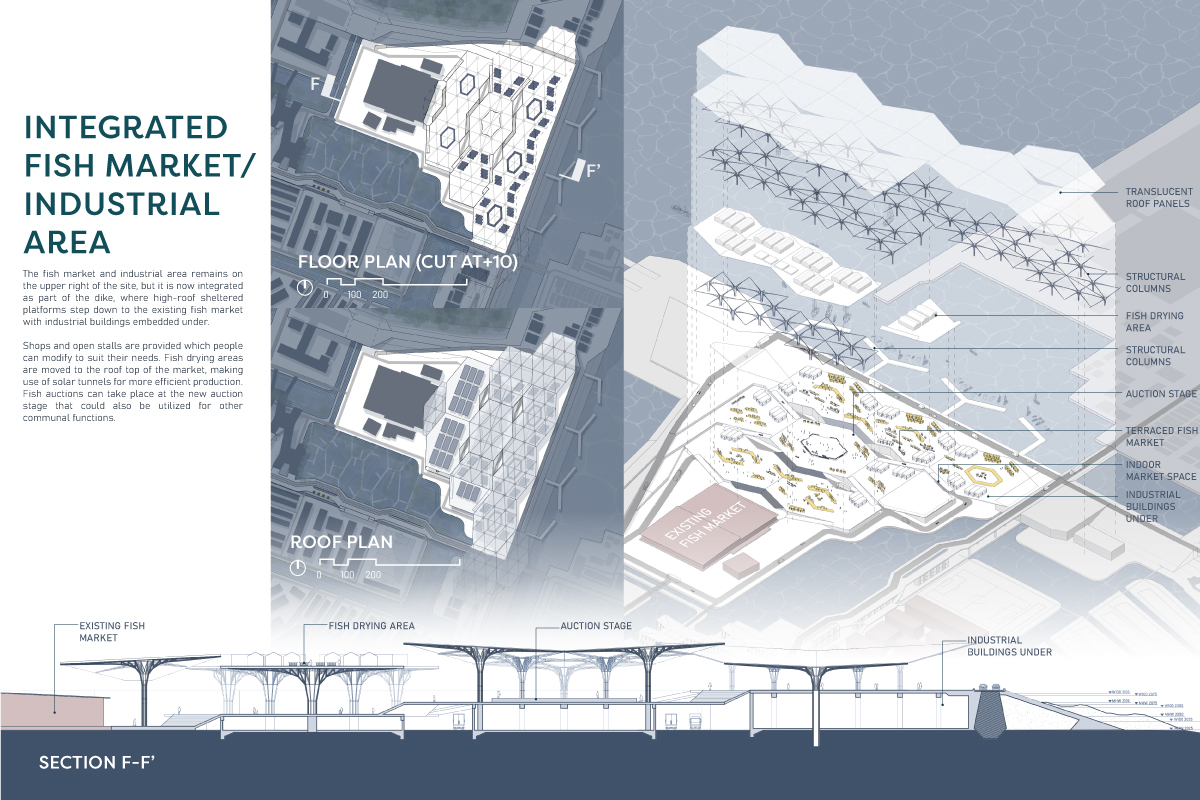 INTEGRATED
FISH MARKET/
INDUSTRIAL
AREA
The fish market and industrial area remains on
the upper right of the site, but it is now integrated
as part of the dike, where high-roof sheltered
platforms step down to the existing fish market
with industrial buildings embedded under.
Shops and open stalls are provided which people
can modify to suit their needs. Fish drying areas
are moved to the roof top of the market, making
use of solar tunnels for more efficient production.
Fish auctions can take place at the new auction
stage that could also be utilized for other
communal functions.
F
F'
FLOOR PLAN (CUT AT+10)
0 100 200
ROOF PLAN
0 100 200
TRANSLUCENT
ROOF PANELS
STRUCTURAL
COLUMNS
FISH DRYING
AREA
STRUCTURAL
COLUMNS
AUCTION STAGE
TERRACED FISH
MARKET
INDOOR
MARKET SPACE
INDUSTRIAL
BUILDINGS
UNDER
EXISTING
FISH MARKET
EXISTING FISH
MARKET
FISH DRYING AREA
AUCTION STAGE
INDUSTRIAL
BUILDINGS UNDER
SECTION F-F'